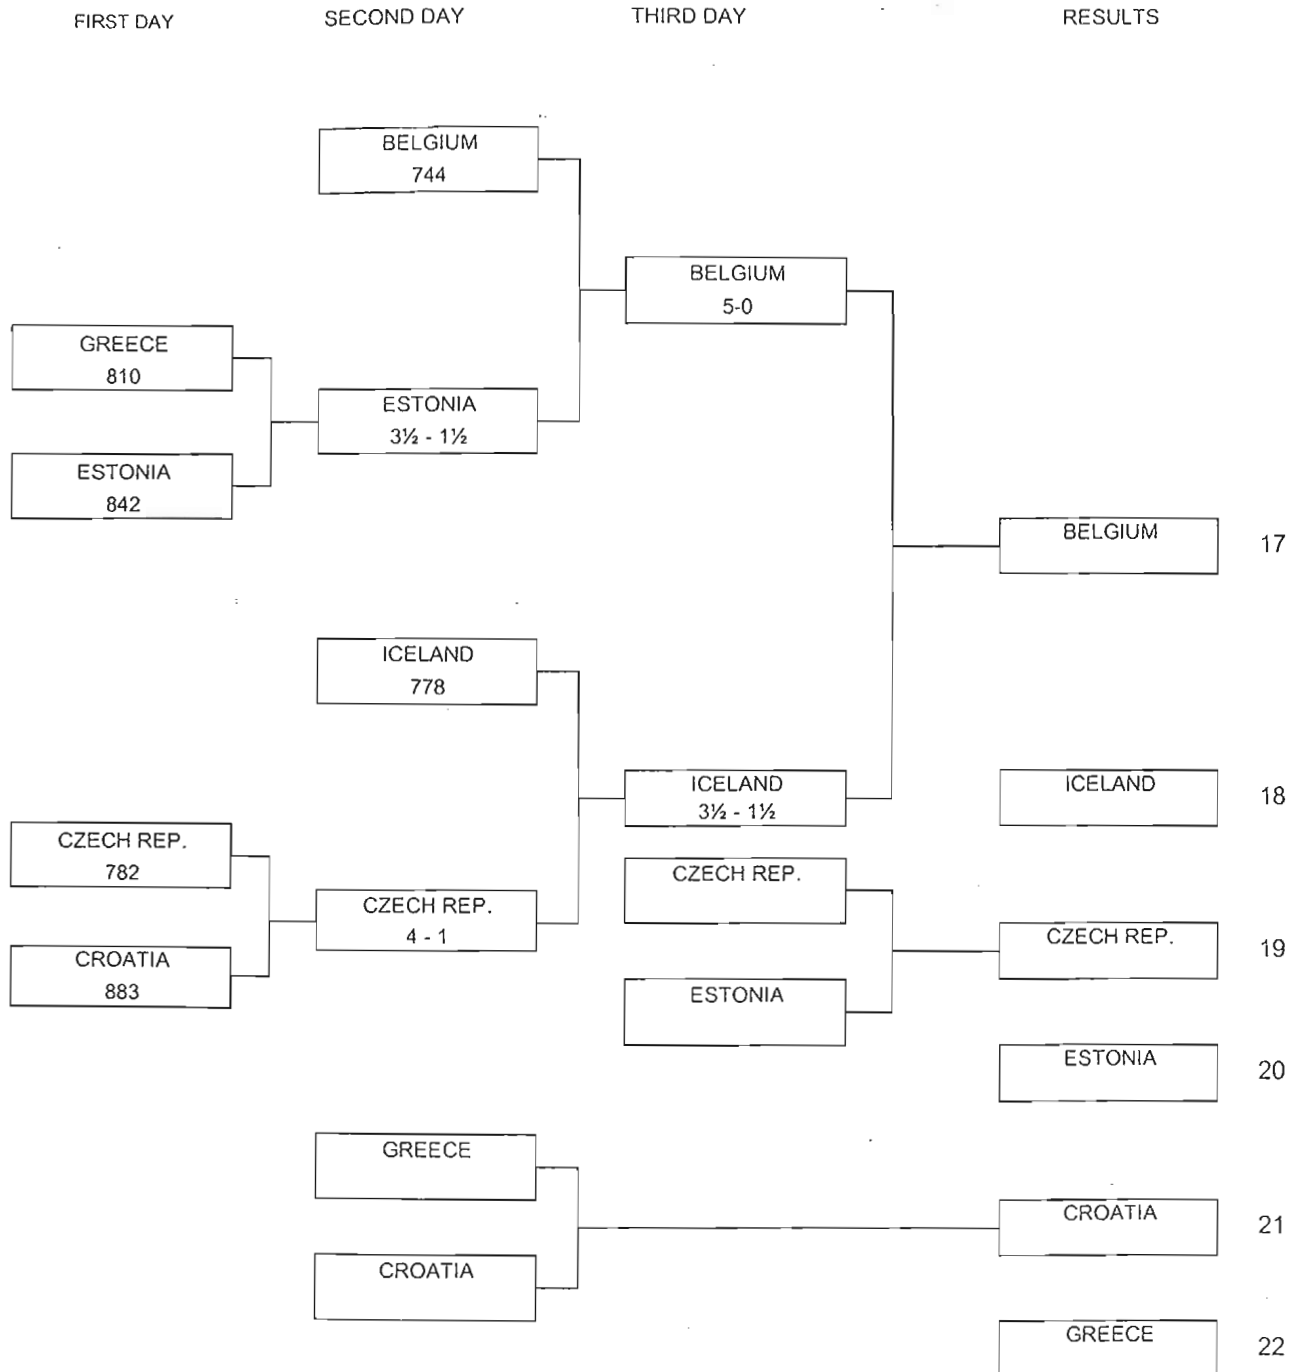 FIRST DAY SECOND DAY THIRD DAY RESULTS
BELGIUM
744
BELGIUM
5-0
GREECE
810
ESTONIA
3½ - 1½
ESTONIA
842
BELGIUM 17
ICELAND
778
ICELAND
3½ - 1½
ICELAND 18
CZECH REP.
782
CZECH REP.
CZECH REP.
4 - 1
CZECH REP. 19
CROATIA
883
ESTONIA
ESTONIA 20
GREECE
CROATIA 21
CROATIA
GREECE 22